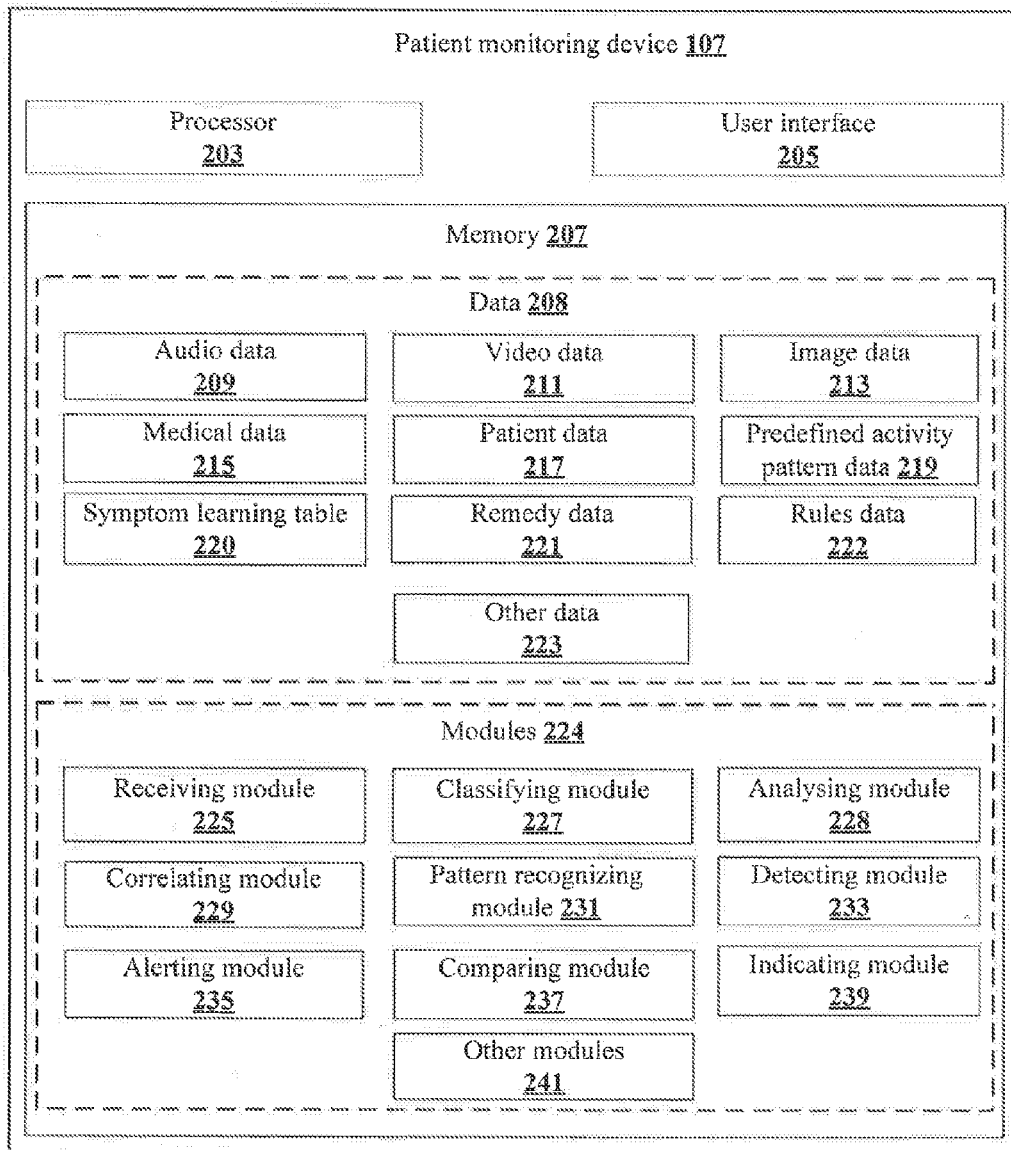 Patient monitoring device 107
Processor
203
User interface
205
Memory 207
Data 208
Audio data
209
Video data
211
Image data
213
Medical data
215
Patient data
217
Predefined activity
pattern data 219
Symptom learning table
220
Remedy data
221
Rules data
222
Other data
223
Modules 224
Receiving module
225
Classifying module
227
Analysing module
228
Correlating module
229
Pattern recognizing
module 231
Detecting module
233
Alerting module
235
Comparing module
237
Indicating module
239
Other modules
241